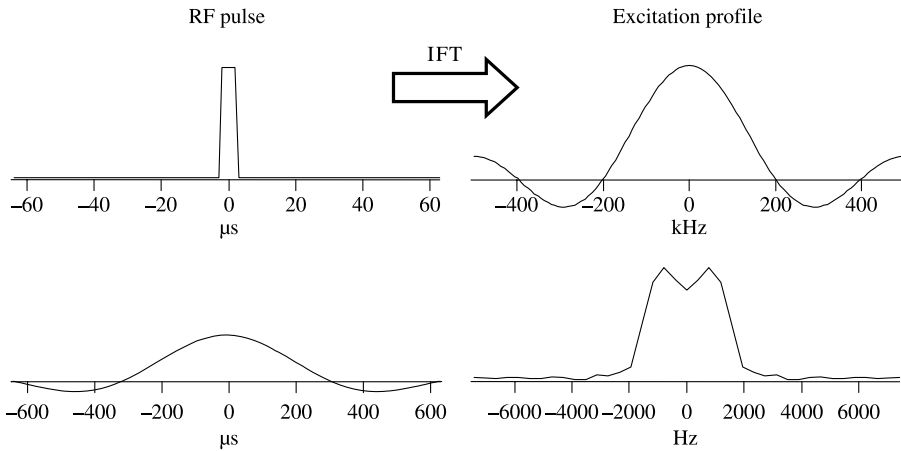 RF pulse
Excitation profile
IFT
−60 −40 −20 0 20 40 60
μs
−400 −200 0 200 400
kHz
−600 −400 −200 0 200 400 600
μs
−6000 −4000 −2000 0 2000 4000 6000
Hz